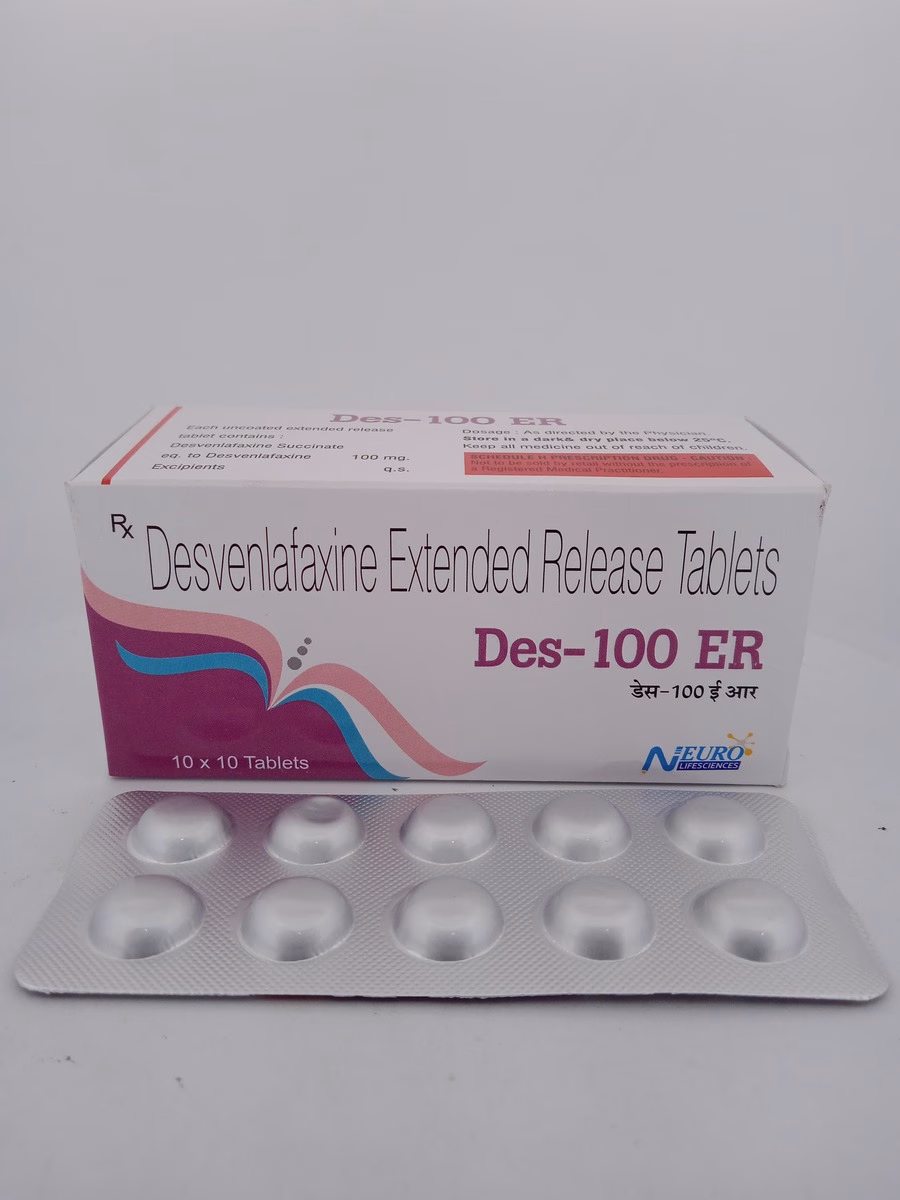 Des-100 ER
Each uncoated extended release
tablet contains :
Desvenlafaxine Succinate
eq. to Desvenlafaxine 100 mg.
Excipients q.s.
Dosage : As directed by the Physician.
Store in a dark& dry place below 25°C.
Keep all medicine out of reach of children.
SCHEDULE H PRESCRIPTION DRUG - CAUTION
Not to be sold by retail without the prescription of
a Registered Medical Practitioner.
Rx
Desvenlafaxine Extended Release Tablets
Des-100 ER
डेस-100 ई आर
10 x 10 Tablets
NEURO
LIFESCIENCES